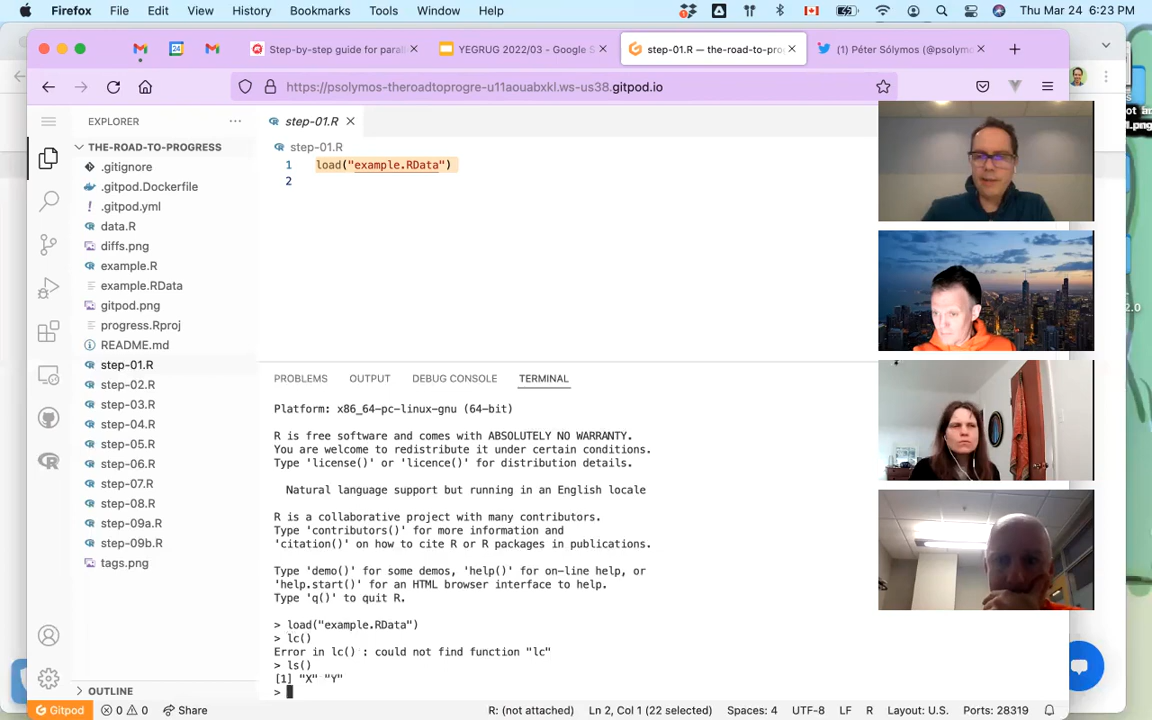 Firefox File Edit View History Bookmarks Tools Window Help Thu Mar 24 6:23 PM
Step-by-step guide for paral
YEGRUG 2022/03 - Google S
step-01.R — the-road-to-pro
(1) Péter Sólymos (@psolym
https://psolymos-theroadtoprogre-u11aouabxkl.ws-us38.gitpod.io
EXPLORER
THE-ROAD-TO-PROGRESS
.gitignore
.gitpod.Dockerfile
.gitpod.yml
data.R
diffs.png
example.R
example.RData
gitpod.png
progress.Rproj
README.md
step-01.R
step-02.R
step-03.R
step-04.R
step-05.R
step-06.R
step-07.R
step-08.R
step-09a.R
step-09b.R
tags.png
OUTLINE
step-01.R
step-01.R
1 load("example.RData")
2
PROBLEMS OUTPUT DEBUG CONSOLE TERMINAL
Platform: x86_64-pc-linux-gnu (64-bit)
R is free software and comes with ABSOLUTELY NO WARRANTY.
You are welcome to redistribute it under certain conditions.
Type 'license()' or 'licence()' for distribution details.
Natural language support but running in an English locale
R is a collaborative project with many contributors.
Type 'contributors()' for more information and
'citation()' on how to cite R or R packages in publications.
Type 'demo()' for some demos, 'help()' for on-line help, or
'help.start()' for an HTML browser interface to help.
Type 'q()' to quit R.
> load("example.RData")
> lc()
Error in lc() : could not find function "lc"
> ls()
[1] "X" "Y"
>
Gitpod 0 0 Share R: (not attached) Ln 2, Col 1 (22 selected) Spaces: 4 UTF-8 LF R Layout: U.S. Ports: 28319